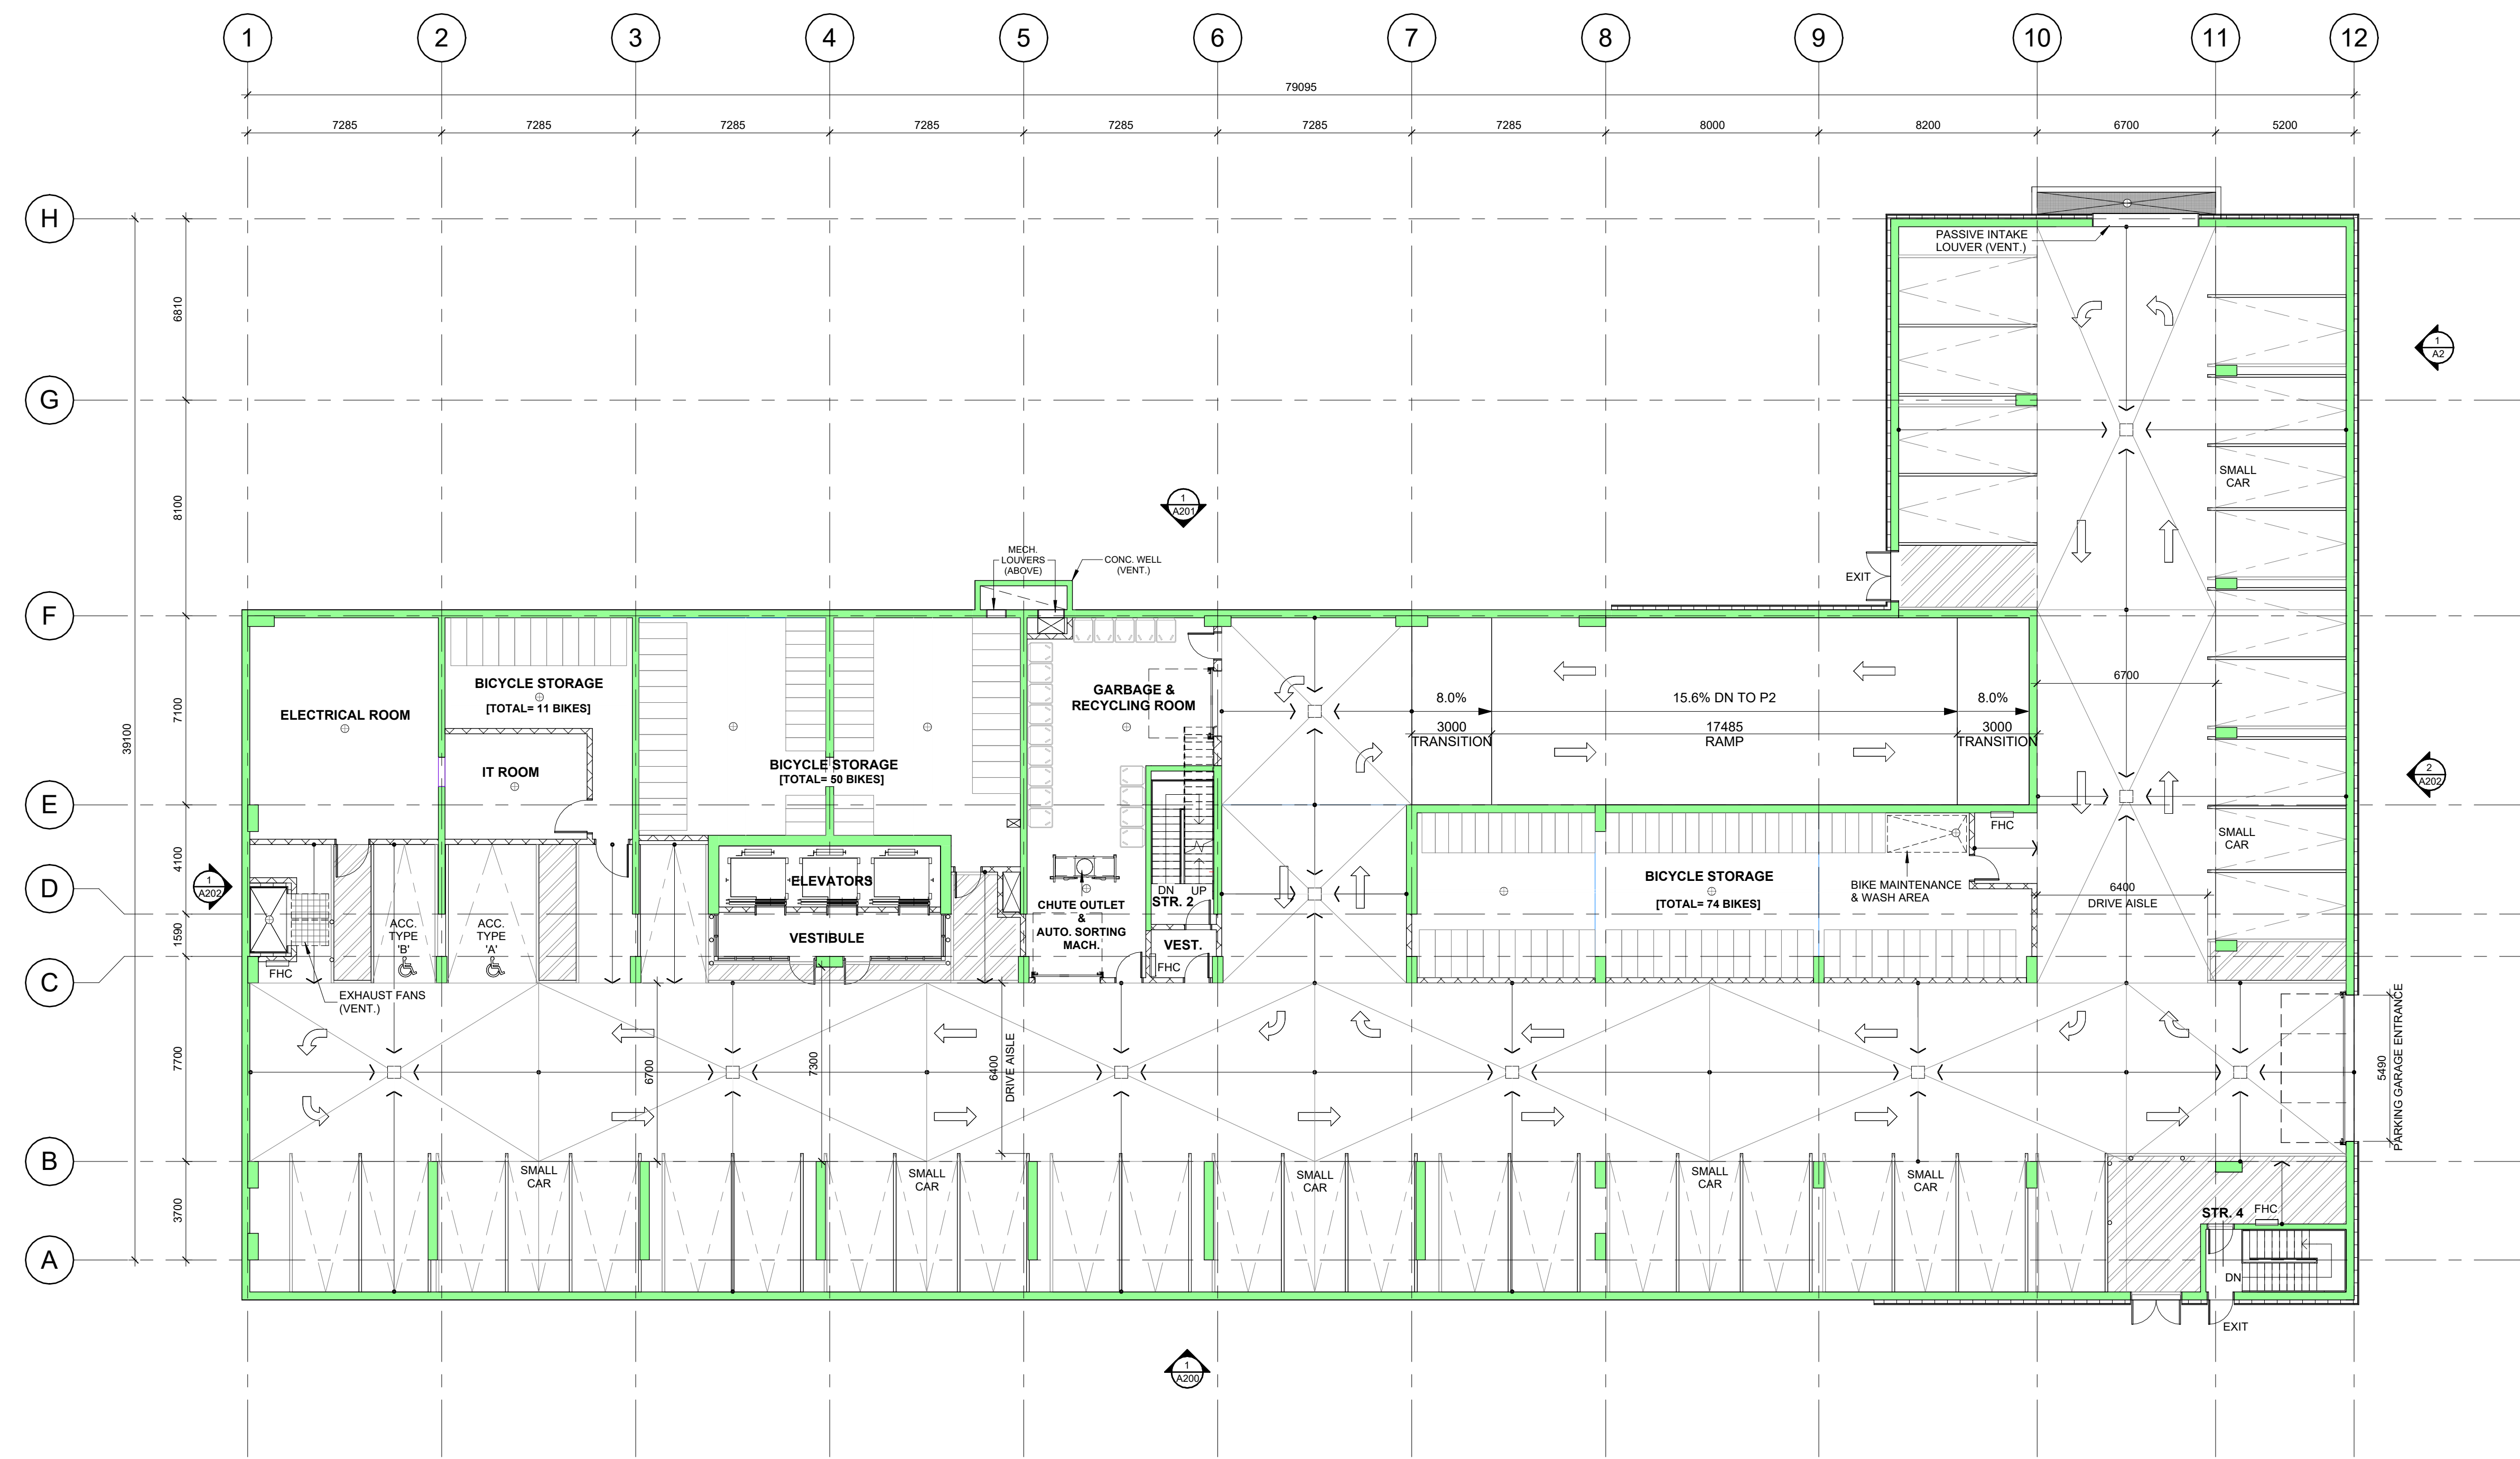 1 2 3 4 5 6 7 8 9 10 11 12
79095
7285 7285 7285 7285 7285 7285 7285 8000 8200 6700 5200
H
G
F
E
D
C
B
A
39100
6810
8100
7100
4100
1590
7700
3700
PASSIVE INTAKE
LOUVER (VENT.)
1
A2
SMALL
CAR
1
A201
MECH.
LOUVERS
(ABOVE)
CONC. WELL
(VENT.)
EXIT
ELECTRICAL ROOM
BICYCLE STORAGE
[TOTAL= 11 BIKES]
IT ROOM
BICYCLE STORAGE
[TOTAL= 50 BIKES]
GARBAGE &
RECYCLING ROOM
8.0%
3000
TRANSITION
15.6% DN TO P2
17485
RAMP
8.0%
3000
TRANSITION
6700
2
A202
SMALL
CAR
FHC
1
A202
ACC.
TYPE
'B'
ACC.
TYPE
'A'
FHC
EXHAUST FANS
(VENT.)
ELEVATORS
VESTIBULE
CHUTE OUTLET
&
AUTO. SORTING
MACH.
DN UP
STR. 2
VEST.
FHC
BICYCLE STORAGE
[TOTAL= 74 BIKES]
BIKE MAINTENANCE
& WASH AREA
6400
DRIVE AISLE
6700
7300
6400
DRIVE AISLE
5490
PARKING GARAGE ENTRANCE
SMALL
CAR
SMALL
CAR
SMALL
CAR
SMALL
CAR
SMALL
CAR
STR. 4
FHC
DN
EXIT
1
A200